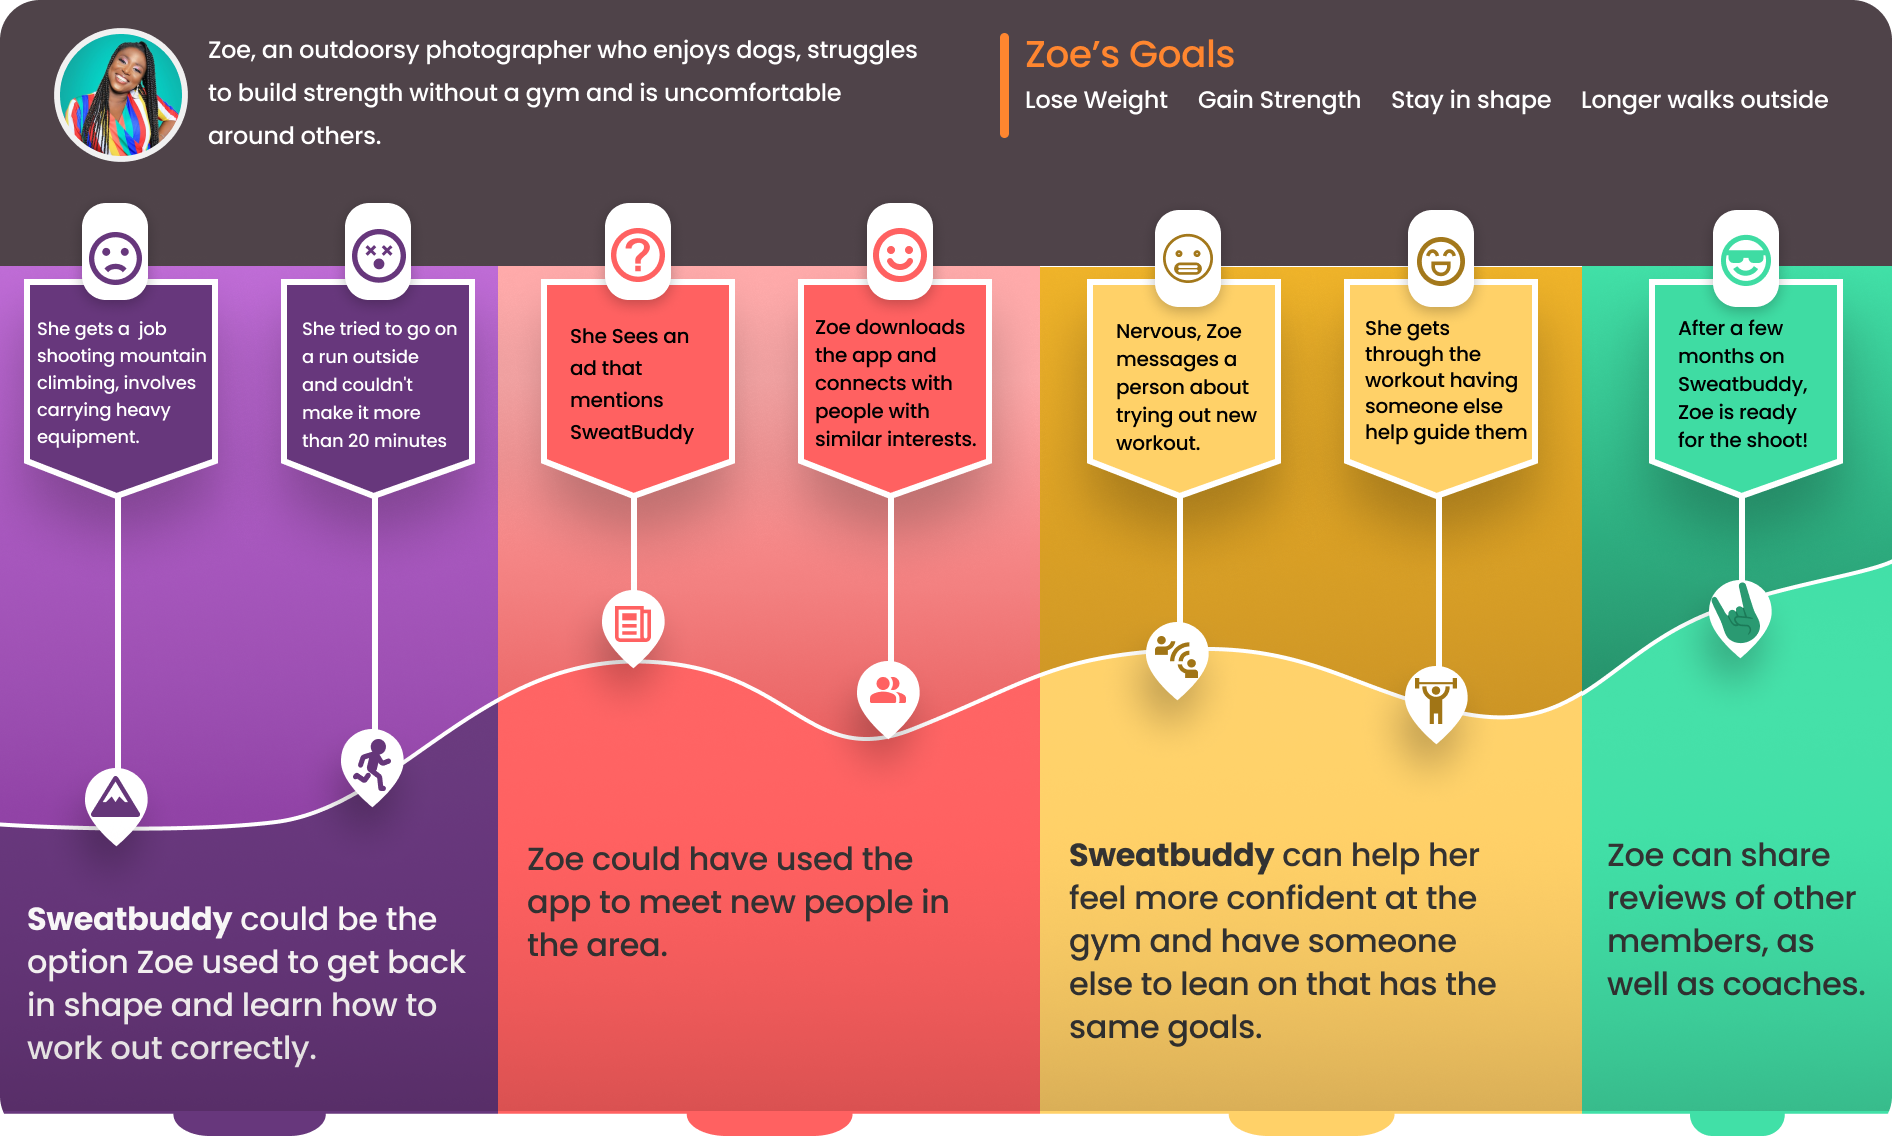 Zoe, an outdoorsy photographer who enjoys dogs, struggles
to build strength without a gym and is uncomfortable
around others.
Zoe's Goals
Lose Weight Gain Strength Stay in shape Longer walks outside
She gets a job
shooting mountain
climbing, involves
carrying heavy
equipment.
She tried to go on
a run outside
and couldn't
make it more
than 20 minutes
She Sees an
ad that
mentions
SweatBuddy
Zoe downloads
the app and
connects with
people with
similar interests.
Nervous, Zoe
messages a
person about
trying out new
workout.
She gets
through the
workout having
someone else
help guide them
After a few
months on
Sweatbuddy,
Zoe is ready
for the shoot!
Sweatbuddy could be the
option Zoe used to get back
in shape and learn how to
work out correctly.
Zoe could have used the
app to meet new people in
the area.
Sweatbuddy can help her
feel more confident at the
gym and have someone
else to lean on that has the
same goals.
Zoe can share
reviews of other
members, as
well as coaches.